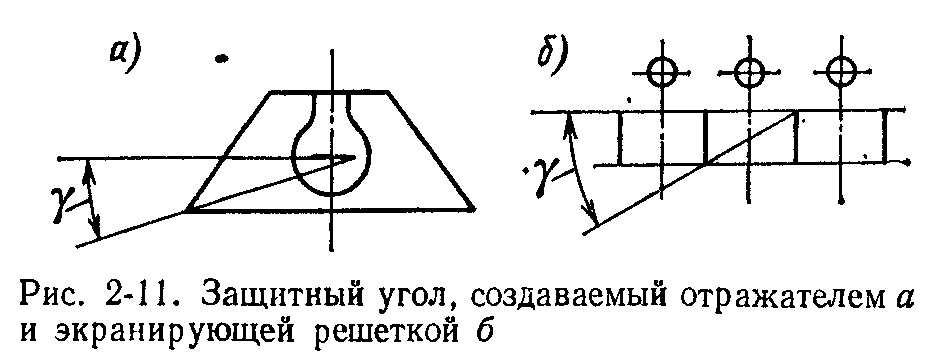 а)
б)
γ
γ
Рис. 2-11. Защитный угол, создаваемый отражателем а
и экранирующей решеткой б